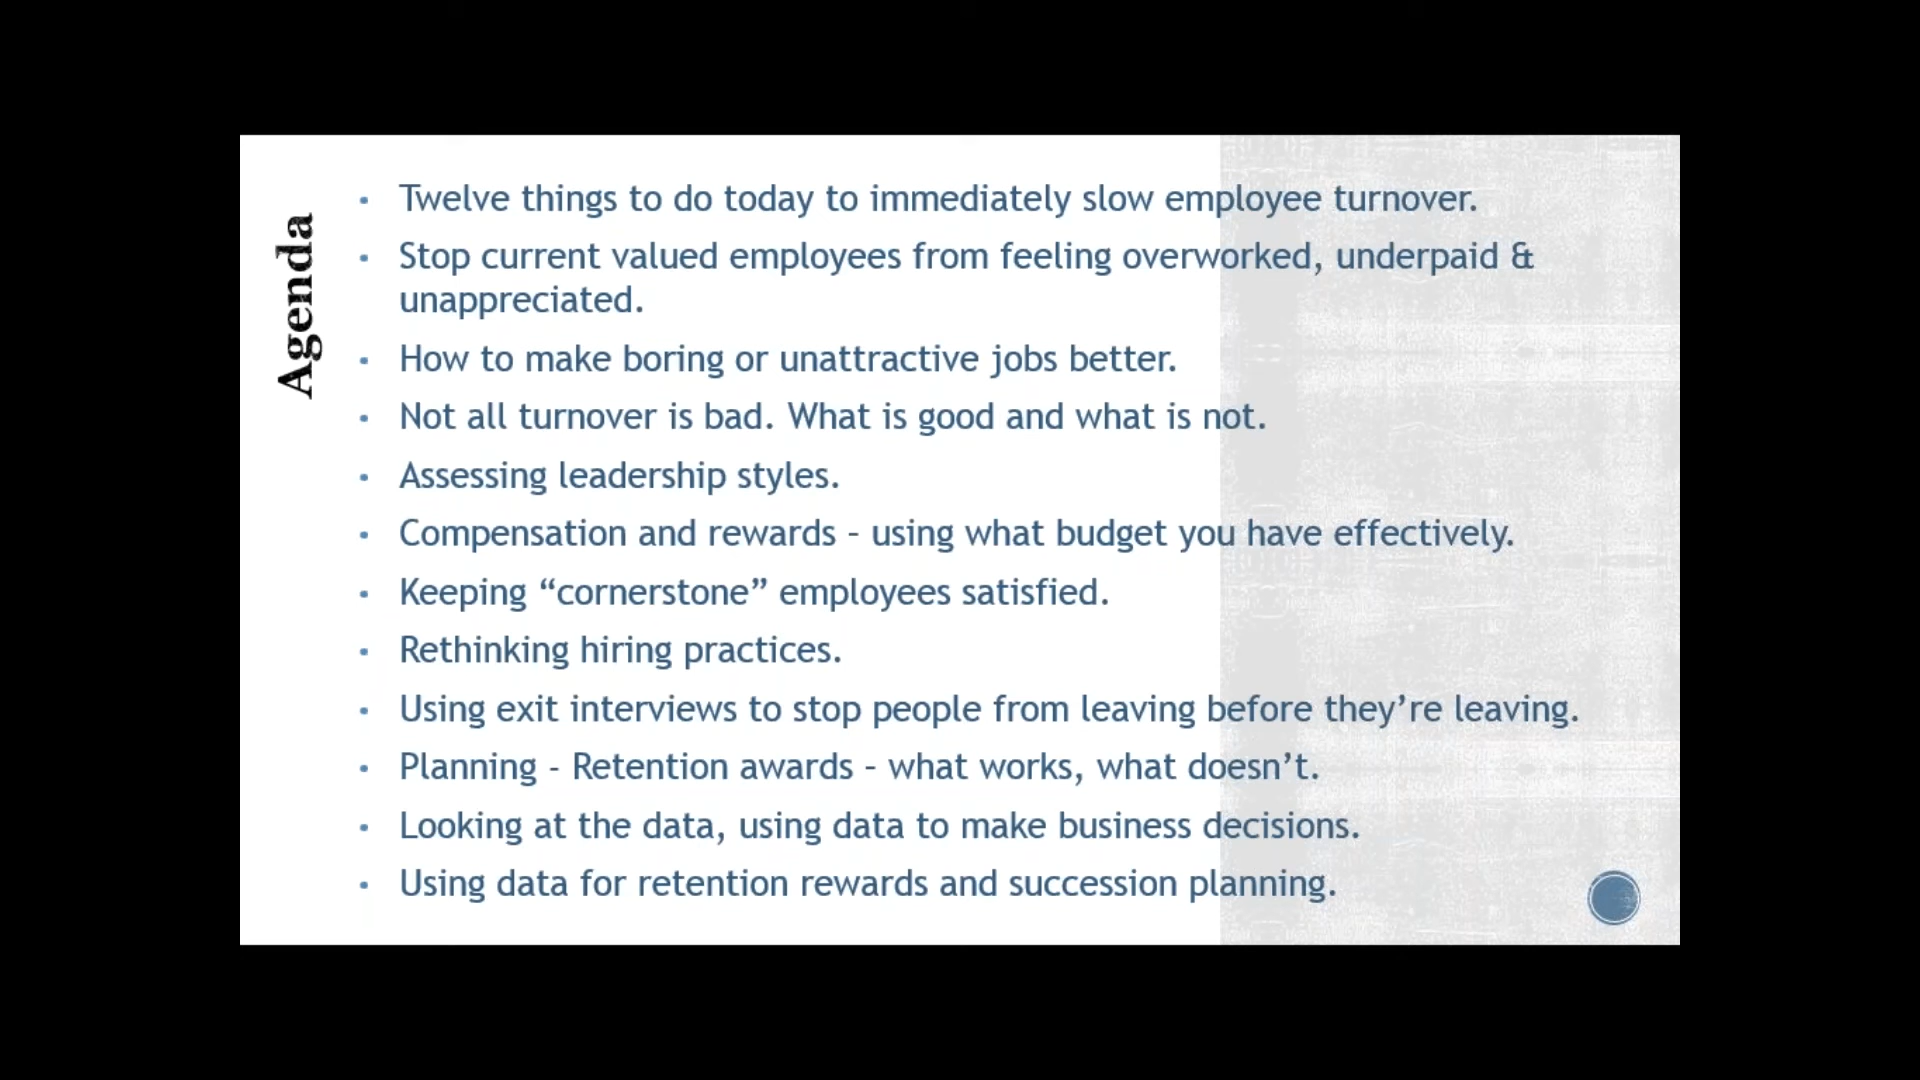 Agenda
• Twelve things to do today to immediately slow employee turnover.
• Stop current valued employees from feeling overworked, underpaid &
unappreciated.
• How to make boring or unattractive jobs better.
• Not all turnover is bad. What is good and what is not.
• Assessing leadership styles.
• Compensation and rewards – using what budget you have effectively.
• Keeping “cornerstone” employees satisfied.
• Rethinking hiring practices.
• Using exit interviews to stop people from leaving before they’re leaving.
• Planning - Retention awards – what works, what doesn’t.
• Looking at the data, using data to make business decisions.
• Using data for retention rewards and succession planning.